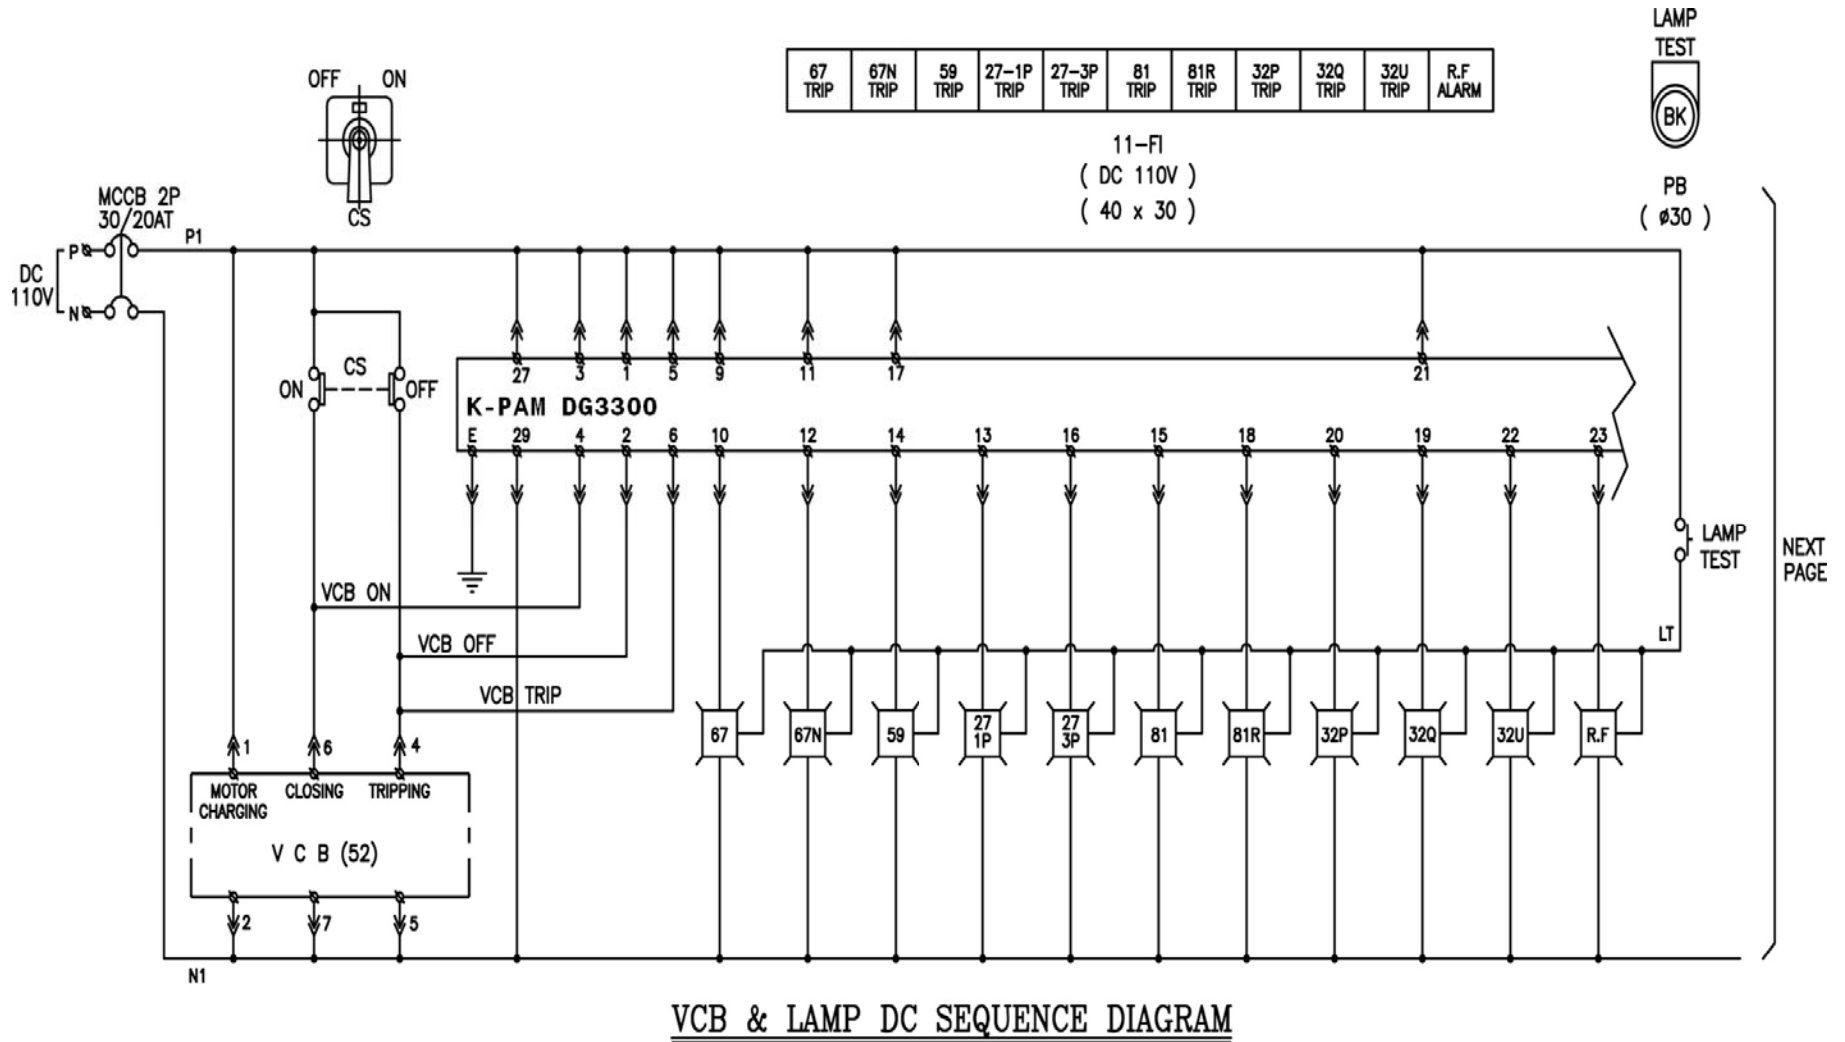 LAMP
TEST
BK
PB
( ø30 )
OFF
ON
CS
67
TRIP
67N
TRIP
59
TRIP
27-1P
TRIP
27-3P
TRIP
81
TRIP
81R
TRIP
32P
TRIP
32Q
TRIP
32U
TRIP
R.F
ALARM
11-FI
( DC 110V )
( 40 x 30 )
MCCB 2P
30/20AT
P
P1
DC
110V
N
CS
ON
OFF
27
3
1
5
9
11
17
21
K-PAM DG3300
E
29
4
2
6
10
12
14
13
16
15
18
20
19
22
23
LAMP
TEST
NEXT
PAGE
VCB ON
VCB OFF
VCB TRIP
LT
67
67N
59
27
1P
27
3P
81
81R
32P
32Q
32U
R.F
1
6
4
MOTOR
CHARGING
CLOSING
TRIPPING
V C B (52)
2
7
5
N1
VCB & LAMP DC SEQUENCE DIAGRAM